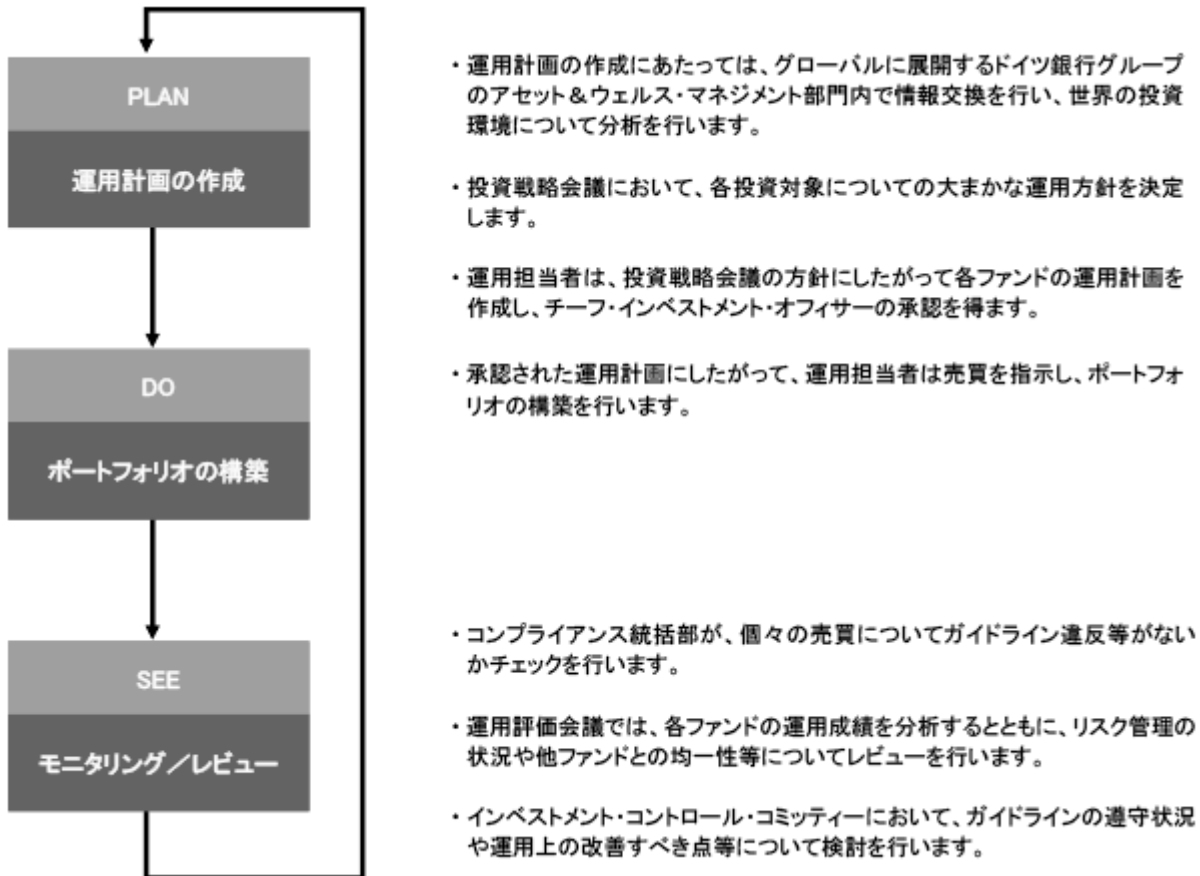 PLAN
運用計画の作成
・運用計画の作成にあたっては、グローバルに展開するドイツ銀行グループ
のアセット＆ウェルス・マネジメント部門内で情報交換を行い、世界の投資
環境について分析を行います。
・投資戦略会議において、各投資対象についての大まかな運用方針を決定
します。
・運用担当者は、投資戦略会議の方針にしたがって各ファンドの運用計画を
作成し、チーフ・インベストメント・オフィサーの承認を得ます。
DO
ポートフォリオの構築
・承認された運用計画にしたがって、運用担当者は売買を指示し、ポートフォ
リオの構築を行います。
SEE
モニタリング／レビュー
・コンプライアンス統括部が、個々の売買についてガイドライン違反等がない
かチェックを行います。
・運用評価会議では、各ファンドの運用成績を分析するとともに、リスク管理の
状況や他ファンドとの均一性等についてレビューを行います。
・インベストメント・コントロール・コミッティーにおいて、ガイドラインの遵守状況
や運用上の改善すべき点等について検討を行います。